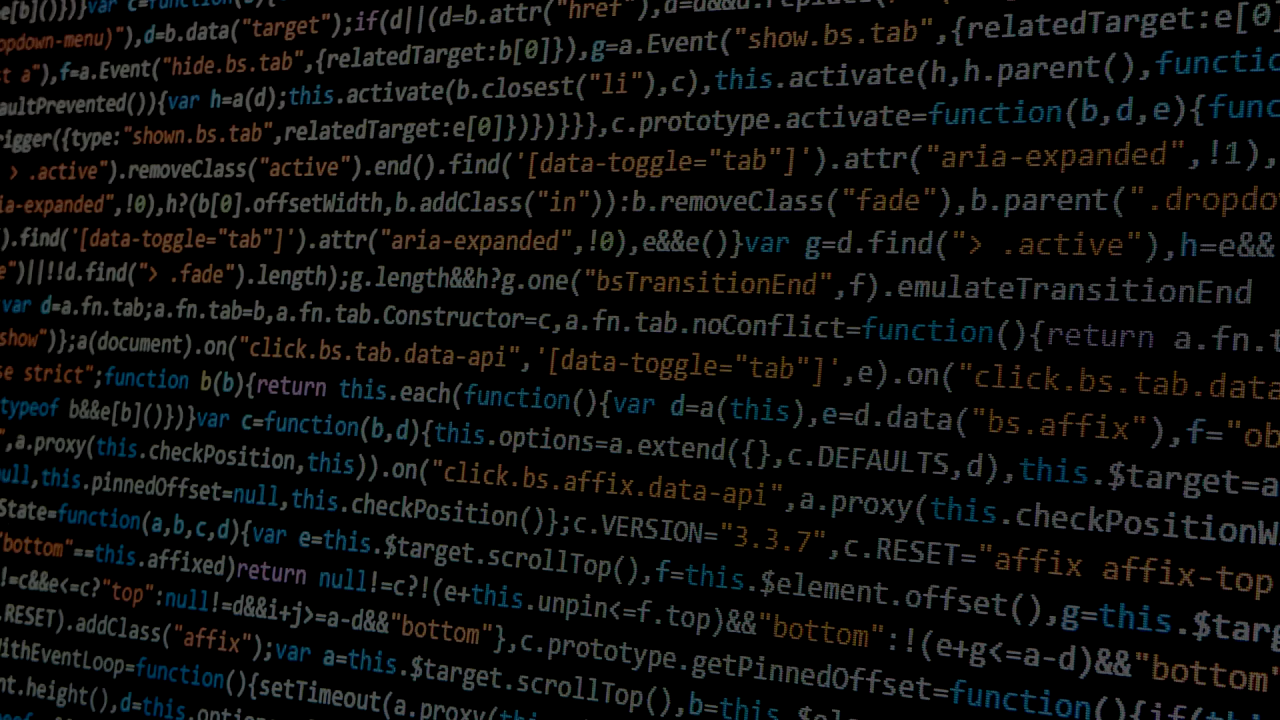 e[b]()})}var c=function(b
opdown-menu)"),d=b.data("target");if(d||(d=b.attr("href"),d=d&&d.replace(
t a"),f=a.Event("hide.bs.tab",{relatedTarget:b[0]}),g=a.Event("show.bs.tab",{relatedTarget:e[0]
aultPrevented()){var h=a(d);this.activate(b.closest("li"),c),this.activate(h,h.parent(),functio
rigger({type:"shown.bs.tab",relatedTarget:e[0]})})}}},c.prototype.activate=function(b,d,e){func
> .active").removeClass("active").end().find('[data-toggle="tab"]').attr("aria-expanded",!1),
ia-expanded",!0),h?(b[0].offsetWidth,b.addClass("in")):b.removeClass("fade"),b.parent(".dropdo
).find('[data-toggle="tab"]').attr("aria-expanded",!0),e&&e()}var g=d.find("> .active"),h=e&&
e")||!!d.find("> .fade").length);g.length&&h?g.one("bsTransitionEnd",f).emulateTransitionEnd
var d=a.fn.tab;a.fn.tab=b,a.fn.tab.Constructor=c,a.fn.tab.noConflict=function(){return a.fn.t
show")};a(document).on("click.bs.tab.data-api",'[data-toggle="tab"]',e).on("click.bs.tab.data
se strict";function b(b){return this.each(function(){var d=a(this),e=d.data("bs.affix"),f="ob
typeof b&&e[b]()})}var c=function(b,d){this.options=a.extend({},c.DEFAULTS,d),this.$target=a
",a.proxy(this.checkPosition,this)).on("click.bs.affix.data-api",a.proxy(this.checkPositionW
ull,this.pinnedOffset=null,this.checkPosition()};c.VERSION="3.3.7",c.RESET="affix affix-top
State=function(a,b,c,d){var e=this.$target.scrollTop(),f=this.$element.offset(),g=this.$targ
"bottom"==this.affixed)return null!=c?!(e+this.unpin<=f.top)&&"bottom":!(e+g<=a-d)&&"bottom"
!=c&&e<=c?"top":null!=d&&i+j>=a-d&&"bottom"},c.prototype.getPinnedOffset=function(){if(this
.RESET).addClass("affix");var a=this.$target.scrollTop(),b=this.$ele
ithEventLoop=function(){setTimeout(a.proxy(this
nt.height(),d=this.options